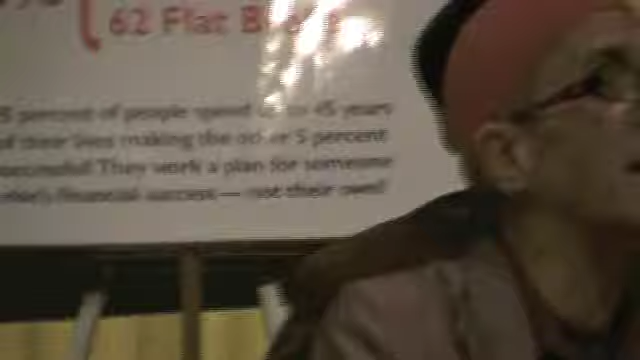 62 Flat B
5 percent of people spend to 45 years
of their lives making the other 5 percent
successful! They work a plan for someone
else's financial success — not their own!